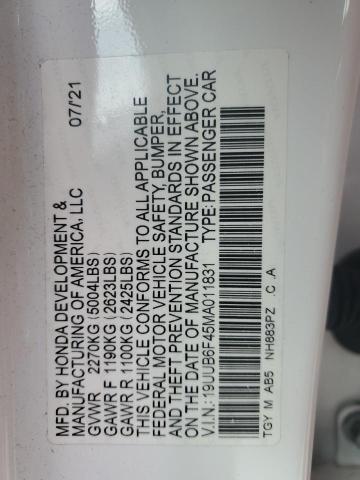 MFD. BY HONDA DEVELOPMENT & 07/'21
MANUFACTURING OF AMERICA, LLC
GVWR 2270KG (5004LBS)
GAWR F 1190KG (2623LBS)
GAWR R 1100KG (2425LBS)
THIS VEHICLE CONFORMS TO ALL APPLICABLE
FEDERAL MOTOR VEHICLE SAFETY, BUMPER,
AND THEFT PREVENTION STANDARDS IN EFFECT
ON THE DATE OF MANUFACTURE SHOWN ABOVE.
V.I.N.: 19UUB6F45MA011831 TYPE: PASSENGER CAR
TGY M AB5 NH883PZ .C .A